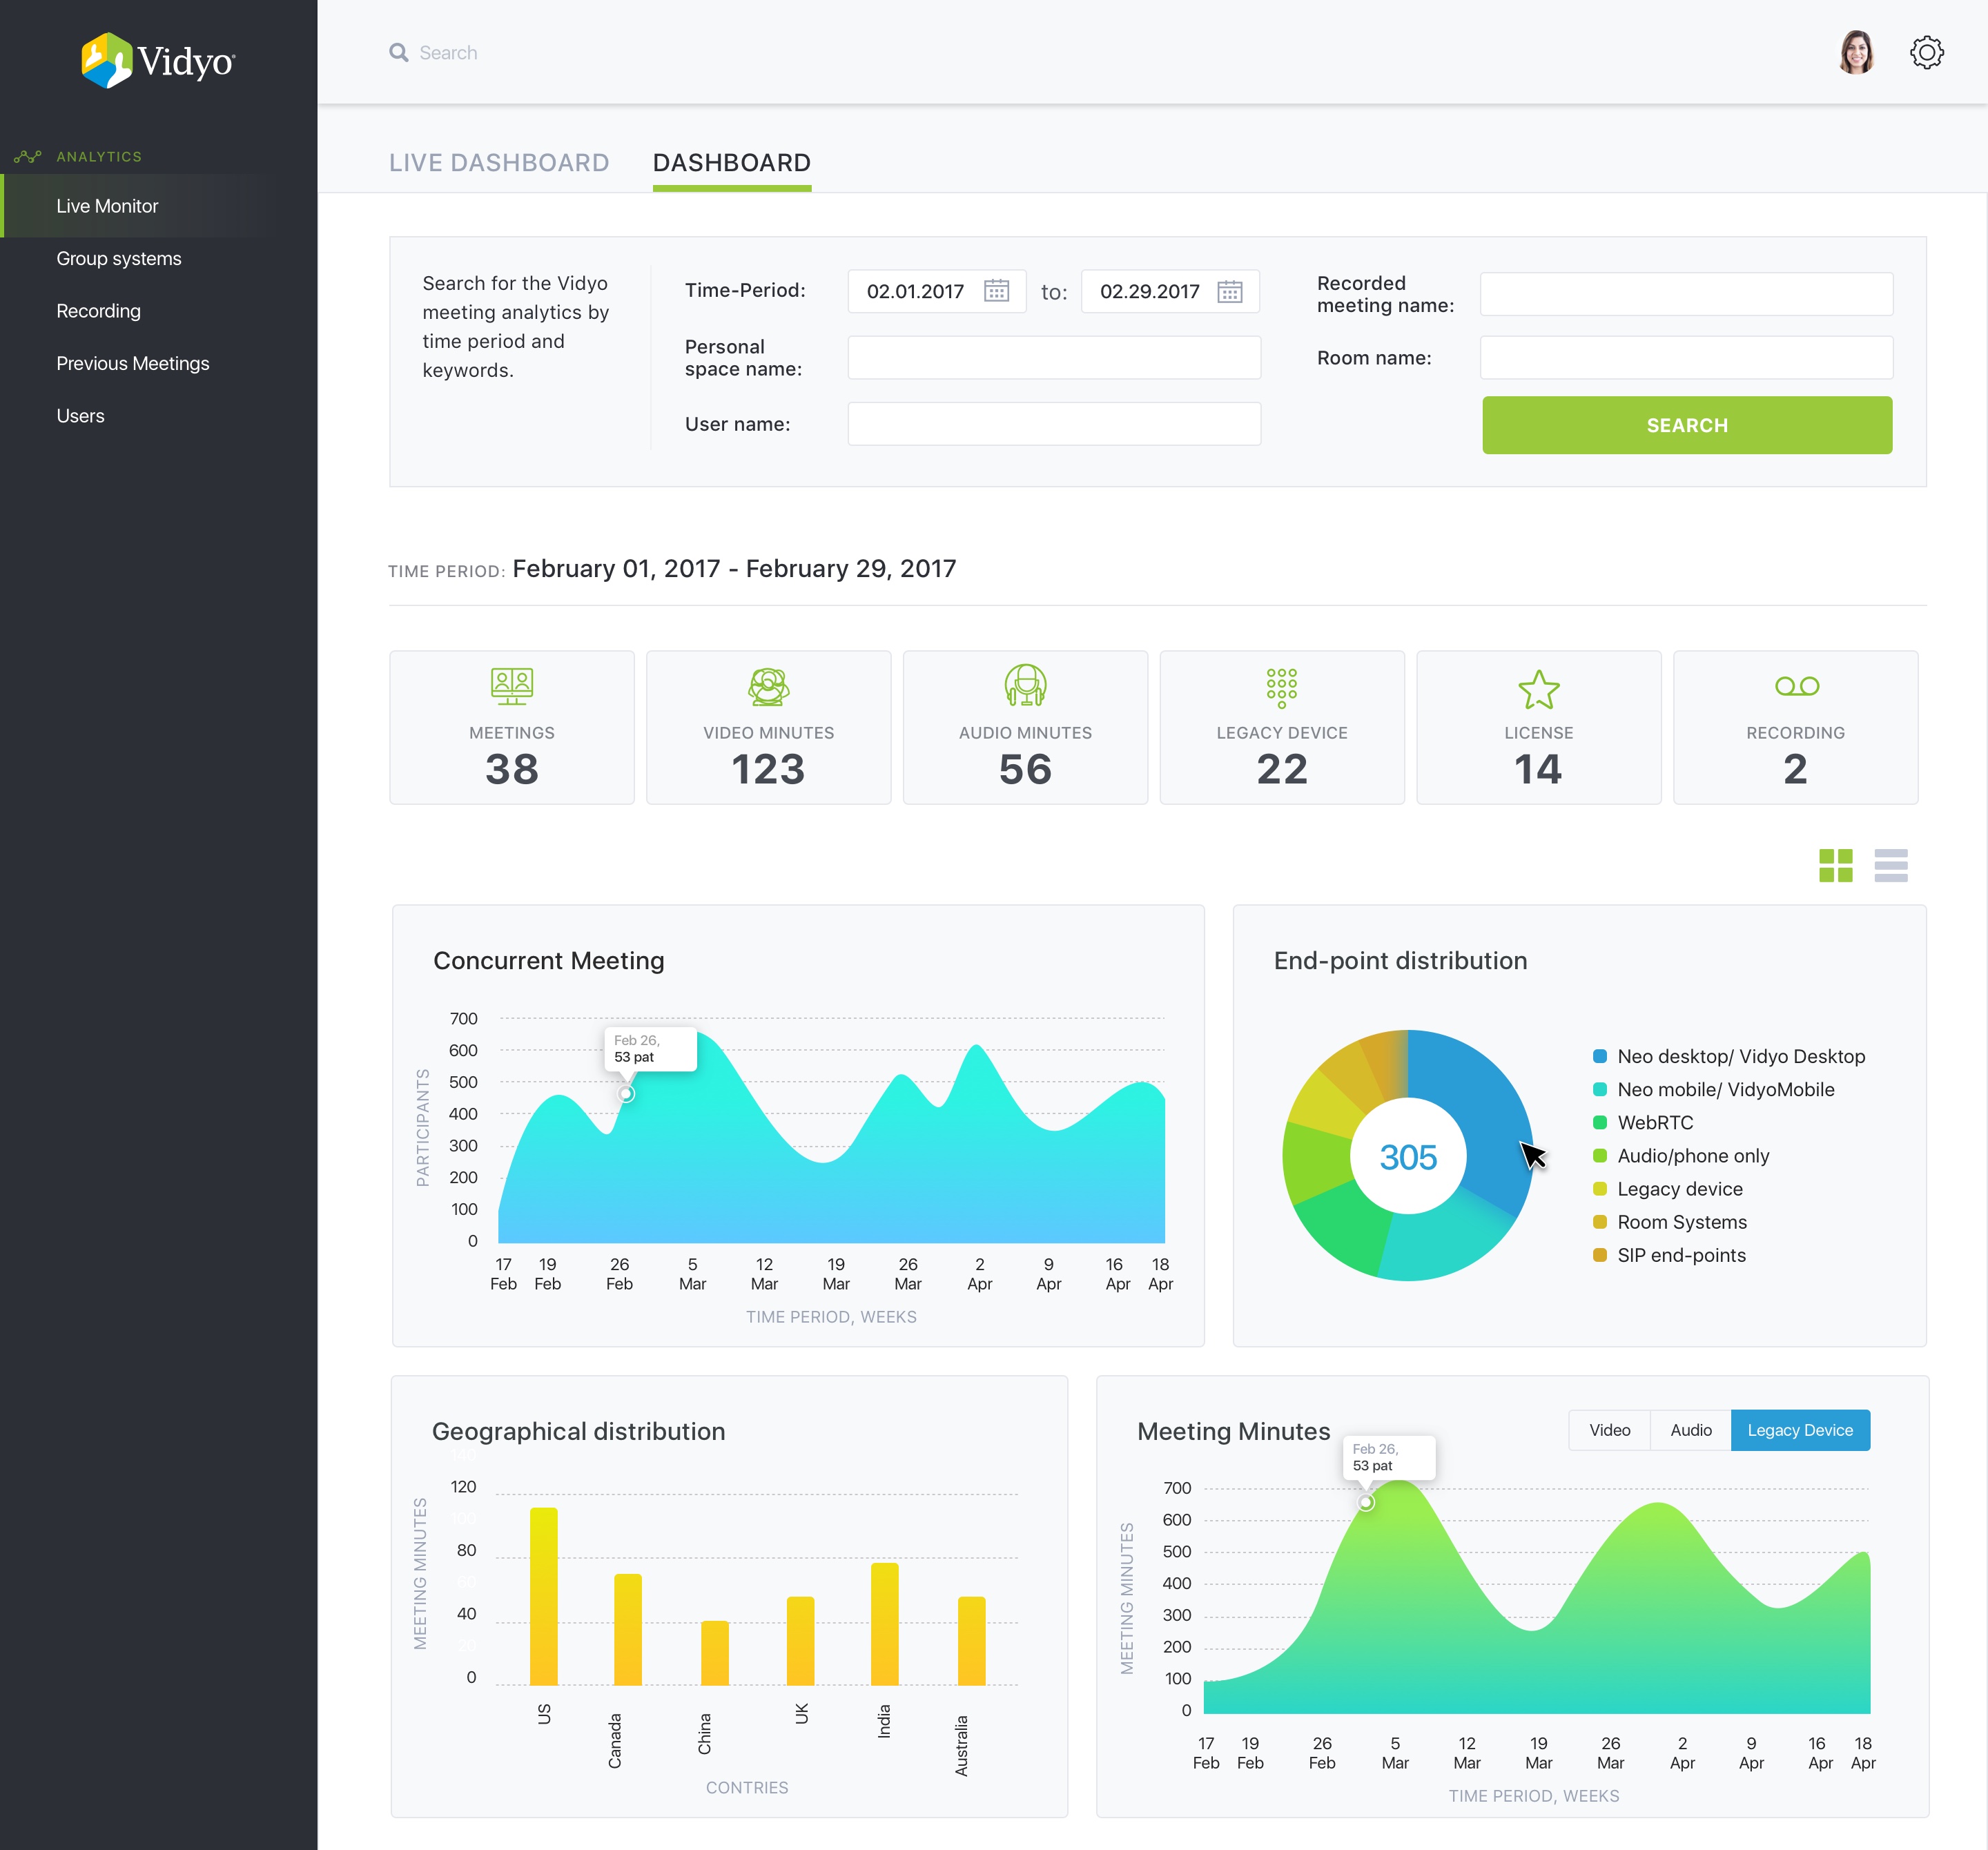 Vidyo
Search
ANALYTICS
Live Monitor
Group systems
Recording
Previous Meetings
Users
LIVE DASHBOARD
DASHBOARD
Search for the Vidyo
meeting analytics by
time period and
keywords.
Time-Period:
02.01.2017
to:
02.29.2017
Personal
space name:
User name:
Recorded
meeting name:
Room name:
SEARCH
TIME PERIOD: February 01, 2017 - February 29, 2017
MEETINGS
38
VIDEO MINUTES
123
AUDIO MINUTES
56
LEGACY DEVICE
22
LICENSE
14
RECORDING
2
Concurrent Meeting
PARTICIPANTS
700
600
500
400
300
200
100
0
Feb 26,
53 pat
17 Feb
19 Feb
26 Feb
5 Mar
12 Mar
19 Mar
26 Mar
2 Apr
9 Apr
16 Apr
18 Apr
TIME PERIOD, WEEKS
End-point distribution
305
Neo desktop/ Vidyo Desktop
Neo mobile/ VidyoMobile
WebRTC
Audio/phone only
Legacy device
Room Systems
SIP end-points
Geographical distribution
MEETING MINUTES
140
120
100
80
60
40
20
0
US
Canada
China
UK
India
Australia
CONTRIES
Meeting Minutes
Video
Audio
Legacy Device
Feb 26,
53 pat
MEETING MINUTES
700
600
500
400
300
200
100
0
17 Feb
19 Feb
26 Feb
5 Mar
12 Mar
19 Mar
26 Mar
2 Apr
9 Apr
16 Apr
18 Apr
TIME PERIOD, WEEKS